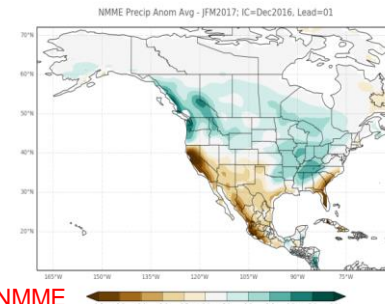 NMME Precip Anom Avg - JFM2017; IC=Dec2016, Lead=01
70°N
60°N
50°N
40°N
30°N
20°N
165°W 150°W 135°W 120°W 105°W 90°W 75°W
NMME